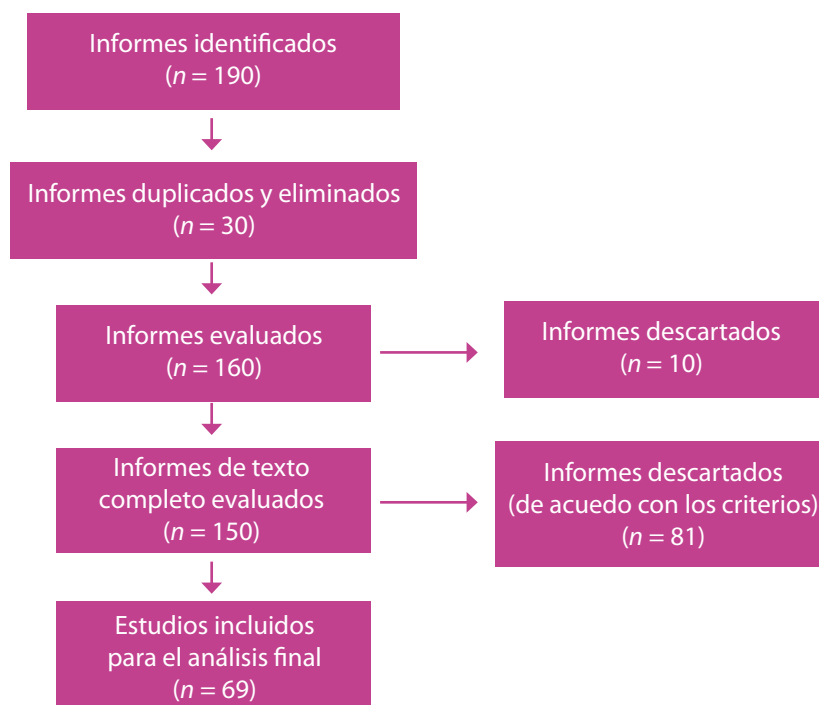 Informes identificados
(n = 190)
Informes duplicados y eliminados
(n = 30)
Informes evaluados
(n = 160)
Informes descartados
(n = 10)
Informes de texto
completo evaluados
(n = 150)
Informes descartados
(de acuedo con los criterios)
(n = 81)
Estudios incluidos
para el análisis final
(n = 69)